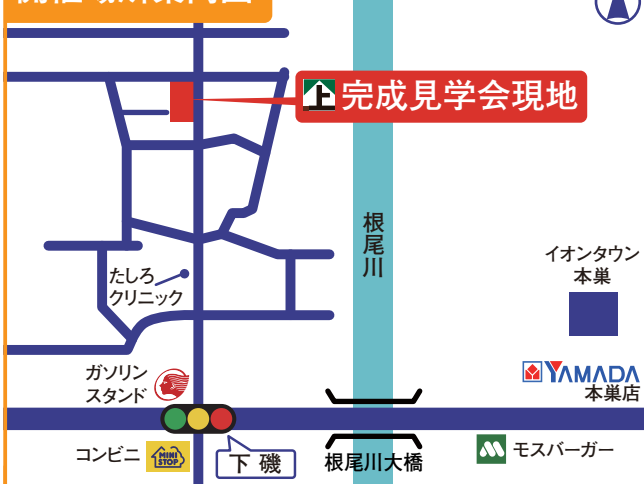 完成見学会現地
根尾川
イオンタウン
本巣
たしろ
クリニック
ガソリン
スタンド
YAMADA
本巣店
コンビニ
MINI
STOP
下磯
根尾川大橋
モスバーガー